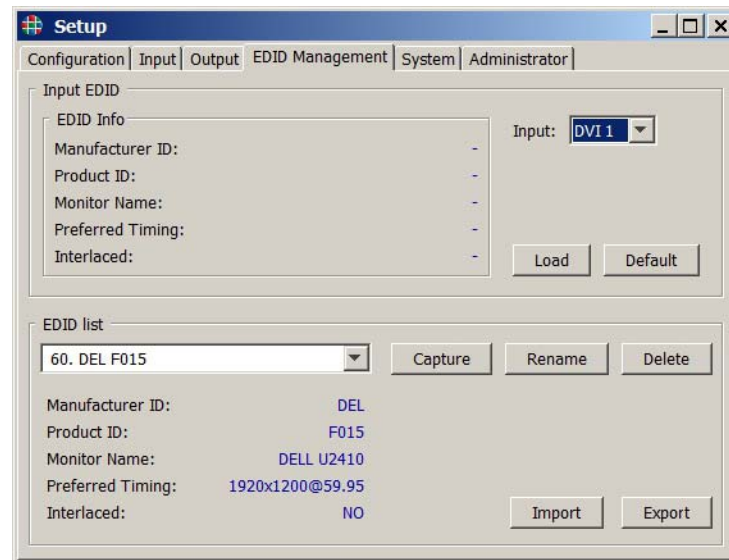 Setup
Configuration Input Output EDID Management System Administrator
Input EDID
EDID Info
Manufacturer ID: -
Product ID: -
Monitor Name: -
Preferred Timing: -
Interlaced: -
Input: DVI 1
Load Default
EDID list
60. DEL F015 Capture Rename Delete
Manufacturer ID: DEL
Product ID: F015
Monitor Name: DELL U2410
Preferred Timing: 1920x1200@59.95
Interlaced: NO
Import Export